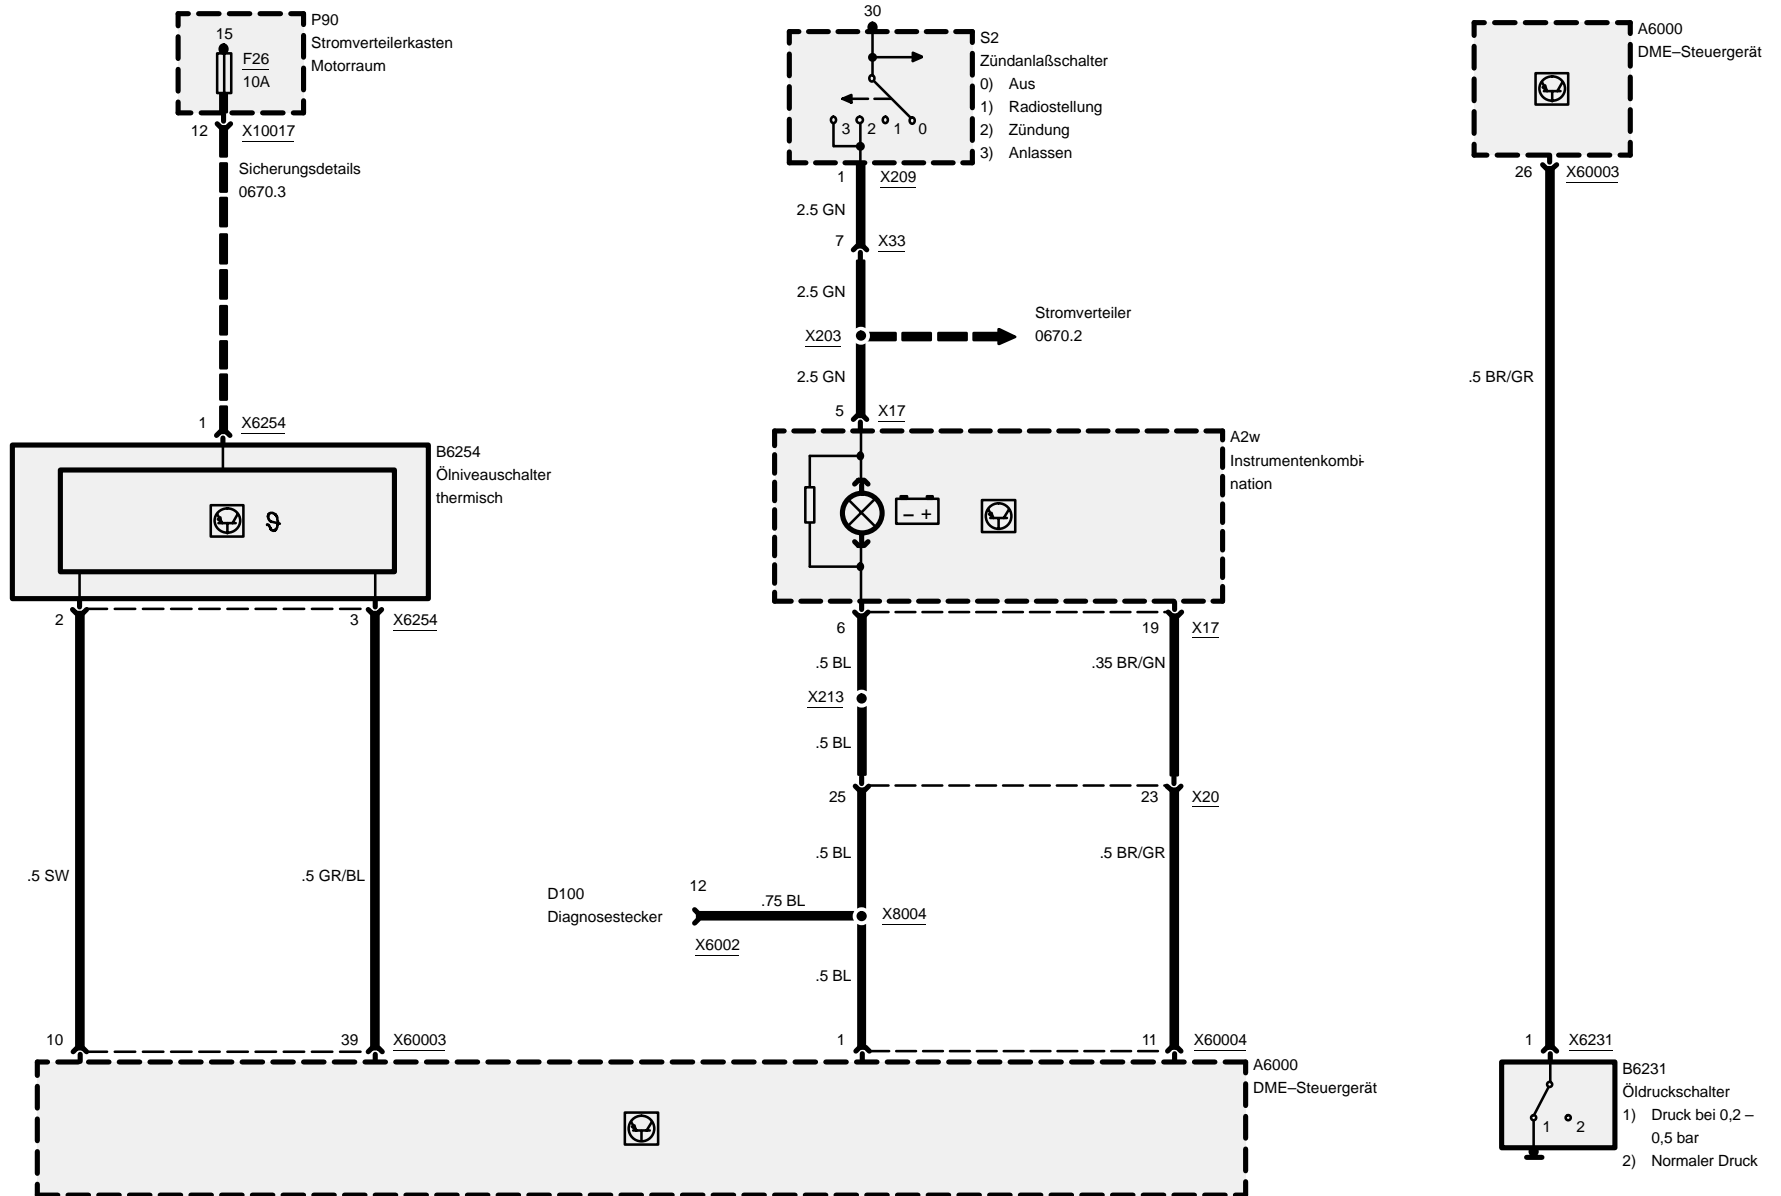 P90
Stromverteilerkasten
Motorraum
15
F26
10A
12 X10017
Sicherungsdetails
0670.3
1 X6254
B6254
Ölniveauschalter
thermisch
ϑ
2 3 X6254
.5 SW .5 GR/BL
10 39 X60003
30
S2
Zündanlaßschalter
0) Aus
1) Radiostellung
2) Zündung
3) Anlassen
3 2 1 0
1 X209
2.5 GN
7 X33
2.5 GN
X203
Stromverteiler
0670.2
2.5 GN
5 X17
A2w
Instrumentenkombi-
nation
– +
6 19 X17
.5 BL .35 BR/GN
X213
.5 BL
25 23 X20
.5 BL .5 BR/GR
D100
Diagnosestecker
12
.75 BL
X8004
X6002
.5 BL
1 11 X60004
A6000
DME–Steuergerät
A6000
DME–Steuergerät
26 X60003
.5 BR/GR
1 X6231
B6231
Öldruckschalter
1) Druck bei 0,2 –
0,5 bar
2) Normaler Druck
1 2